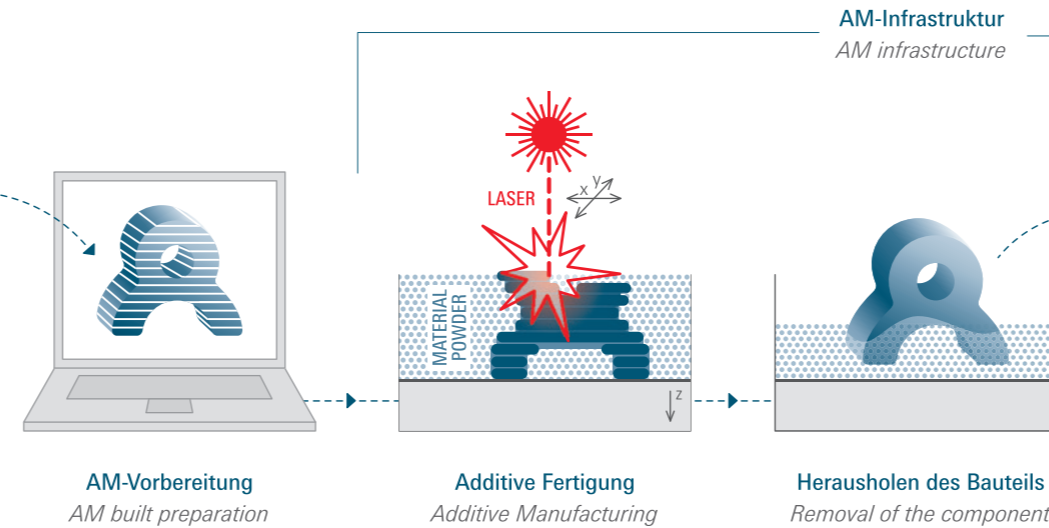 AM-Infrastruktur
AM infrastructure
LASER
x
y
MATERIAL
POWDER
z
AM-Vorbereitung
AM built preparation
Additive Fertigung
Additive Manufacturing
Herausholen des Bauteils
Removal of the component